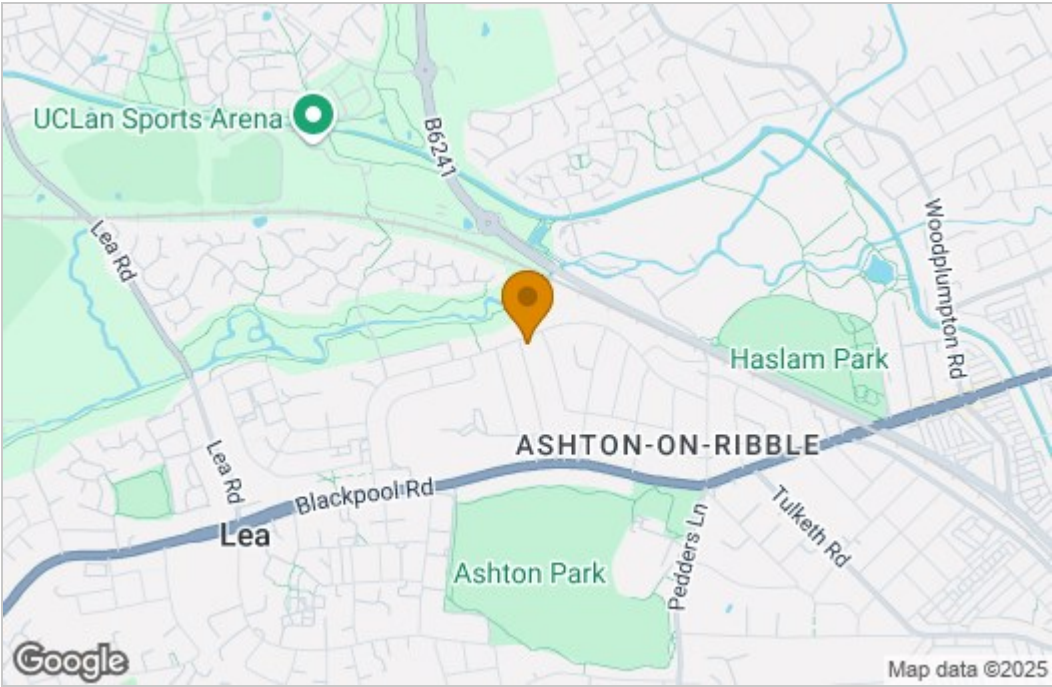 UCLan Sports Arena
B6241
Lea Rd
Woodplumpton Rd
Haslam Park
ASHTON-ON-RIBBLE
Lea Rd
Blackpool Rd
Lea
Tulketh Rd
Pedders Ln
Ashton Park
Google
Map data ©2025